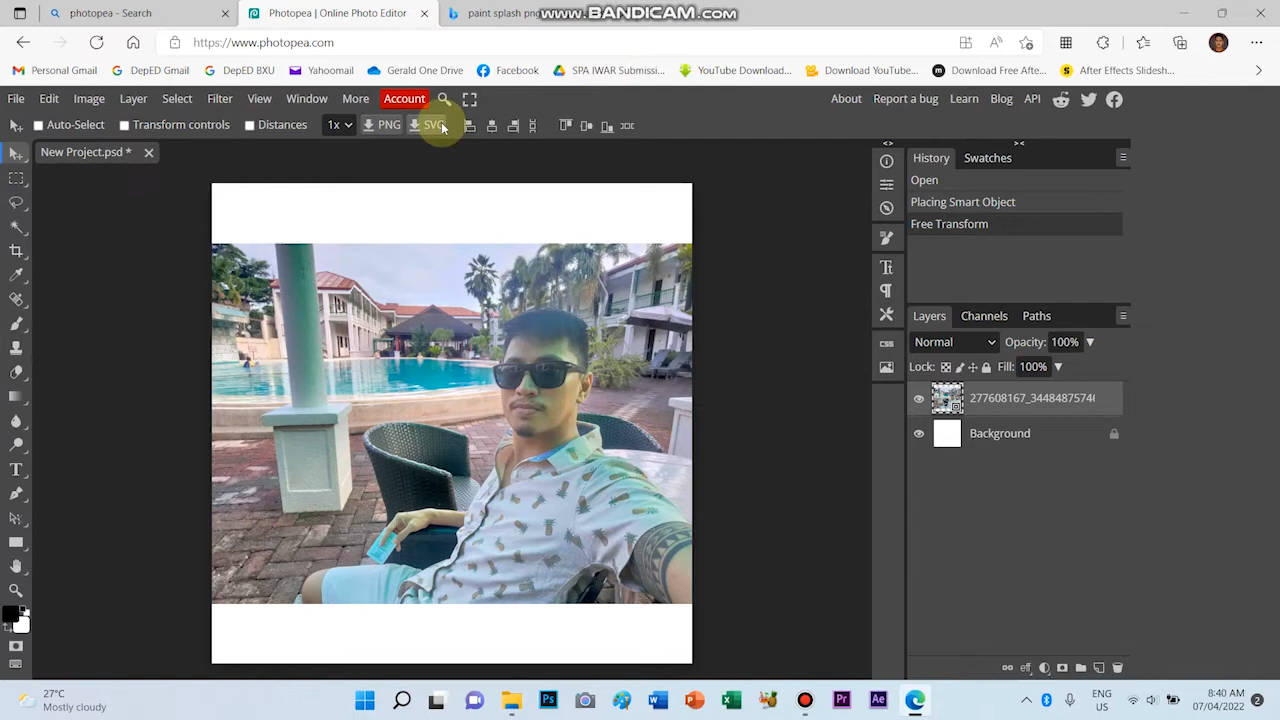 photopea - Search
Photopea | Online Photo Editor
paint splash png
www.BANDICAM.com
https://www.photopea.com
Personal Gmail
DepED Gmail
DepED BXU
Yahoomail
Gerald One Drive
Facebook
SPA IWAR Submissi...
YouTube Download...
Download YouTube...
Download Free Afte...
After Effects Slidesh...
File Edit Image Layer Select Filter View Window More Account
About Report a bug Learn Blog API
Auto-Select Transform controls Distances 1x PNG SVG
New Project.psd *
History Swatches
Open
Placing Smart Object
Free Transform
Layers Channels Paths
Normal Opacity: 100%
Lock: Fill: 100%
277608167_34484875746
Background
CSS
eff
27°C
Mostly cloudy
ENG
VES
8:40 AM
07/04/2022